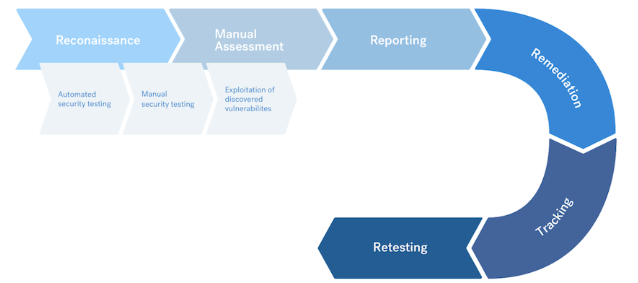 Reconaissance
Manual
Assessment
Reporting
Remediation
Automated
security testing
Manual
security testing
Exploitation of
discovered
vulnerabilites
Tracking
Retesting